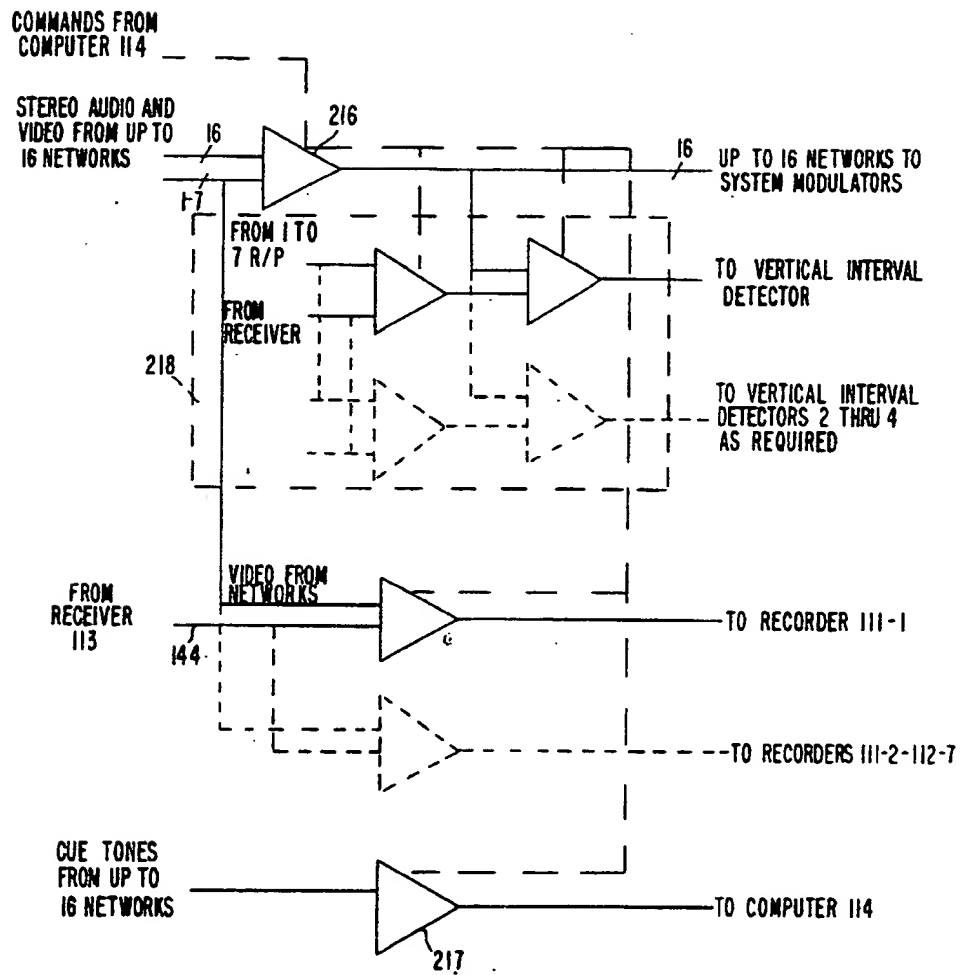 COMMANDS FROM
COMPUTER 114
STEREO AUDIO AND
VIDEO FROM UP TO
16 NETWORKS
16
1-7
216
16
UP TO 16 NETWORKS TO
SYSTEM MODULATORS
FROM 1 TO
7 R/P
FROM
RECEIVER
TO VERTICAL INTERVAL
DETECTOR
218
TO VERTICAL INTERVAL
DETECTORS 2 THRU 4
AS REQUIRED
VIDEO FROM
NETWORKS
FROM
RECEIVER
113
144
TO RECORDER 111-1
TO RECORDERS 111-2-112-7
CUE TONES
FROM UP TO
16 NETWORKS
TO COMPUTER 114
217